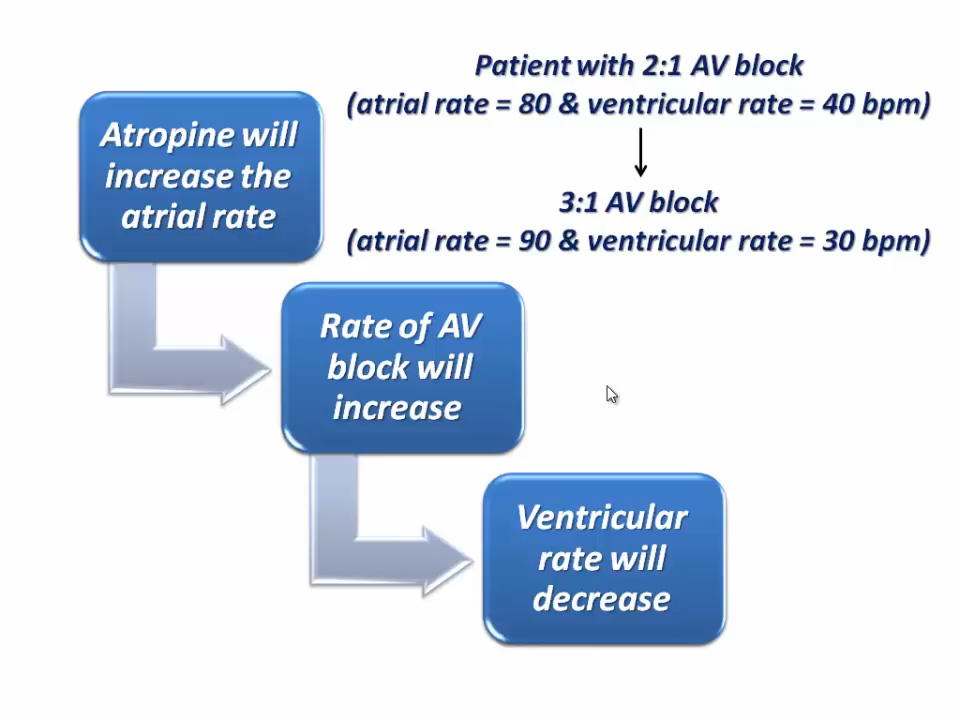 Patient with 2:1 AV block
(atrial rate = 80 & ventricular rate = 40 bpm)
3:1 AV block
(atrial rate = 90 & ventricular rate = 30 bpm)
Atropine will
increase the
atrial rate
Rate of AV
block will
increase
Ventricular
rate will
decrease